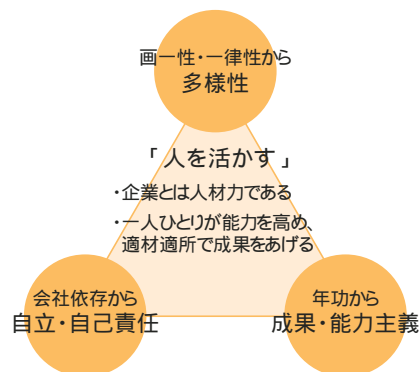 画一性・一律性から
多様性
「 人を活かす 」
・企業とは人材力である
・一人ひとりが能力を高め、
適材適所で成果をあげる
会社依存から
自立・自己責任
年功から
成果・能力主義